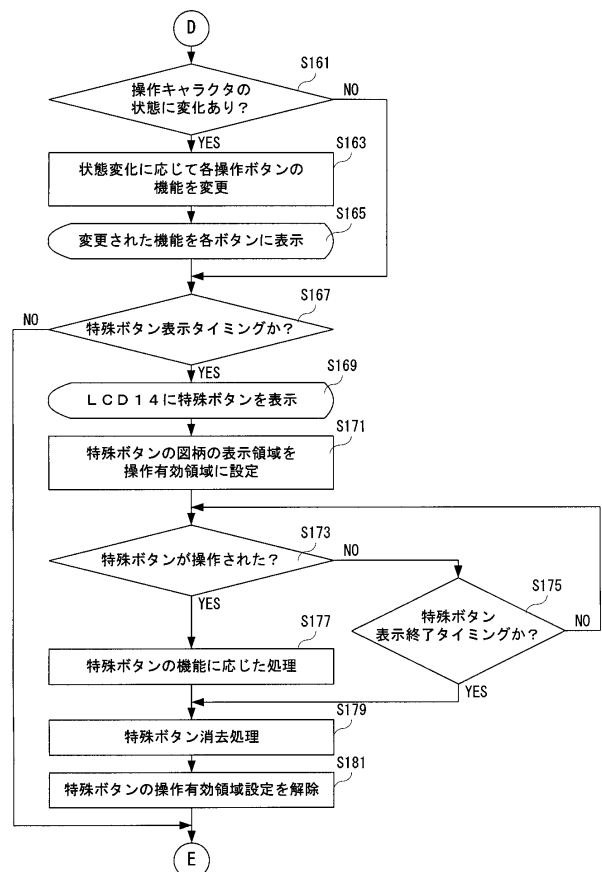 D
S161
操作キャラクタの
状態に変化あり？
NO
YES
S163
状態変化に応じて各操作ボタンの
機能を変更
S165
変更された機能を各ボタンに表示
S167
NO
特殊ボタン表示タイミングか？
YES
S169
ＬＣＤ１４に特殊ボタンを表示
S171
特殊ボタンの図柄の表示領域を
操作有効領域に設定
S173
特殊ボタンが操作された？
NO
YES
S175
特殊ボタン
表示終了タイミングか？
NO
YES
S177
特殊ボタンの機能に応じた処理
S179
特殊ボタン消去処理
S181
特殊ボタンの操作有効領域設定を解除
E